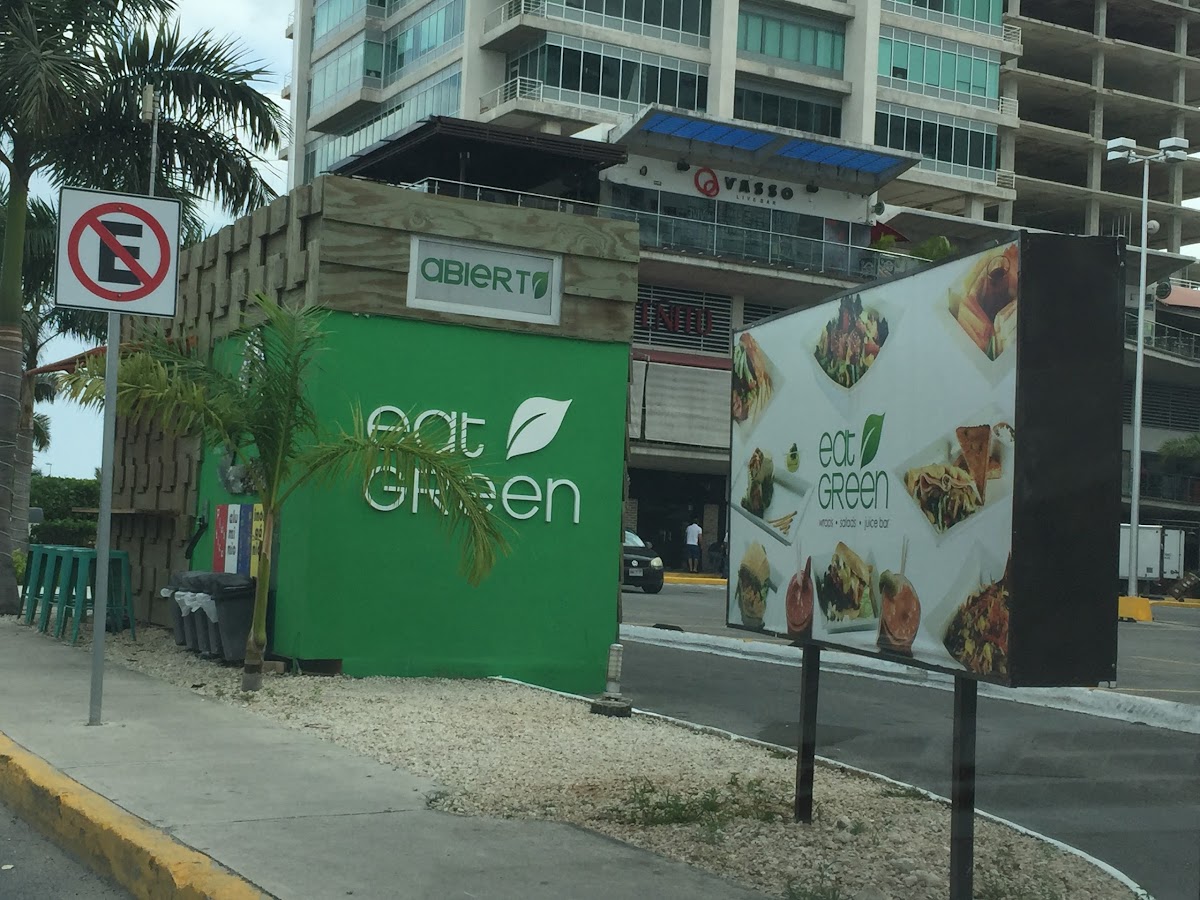 E
ABIERTO
VASSO
LIVE BAR
eat
GReen
eat
GReen
wraps • salads • juice bar